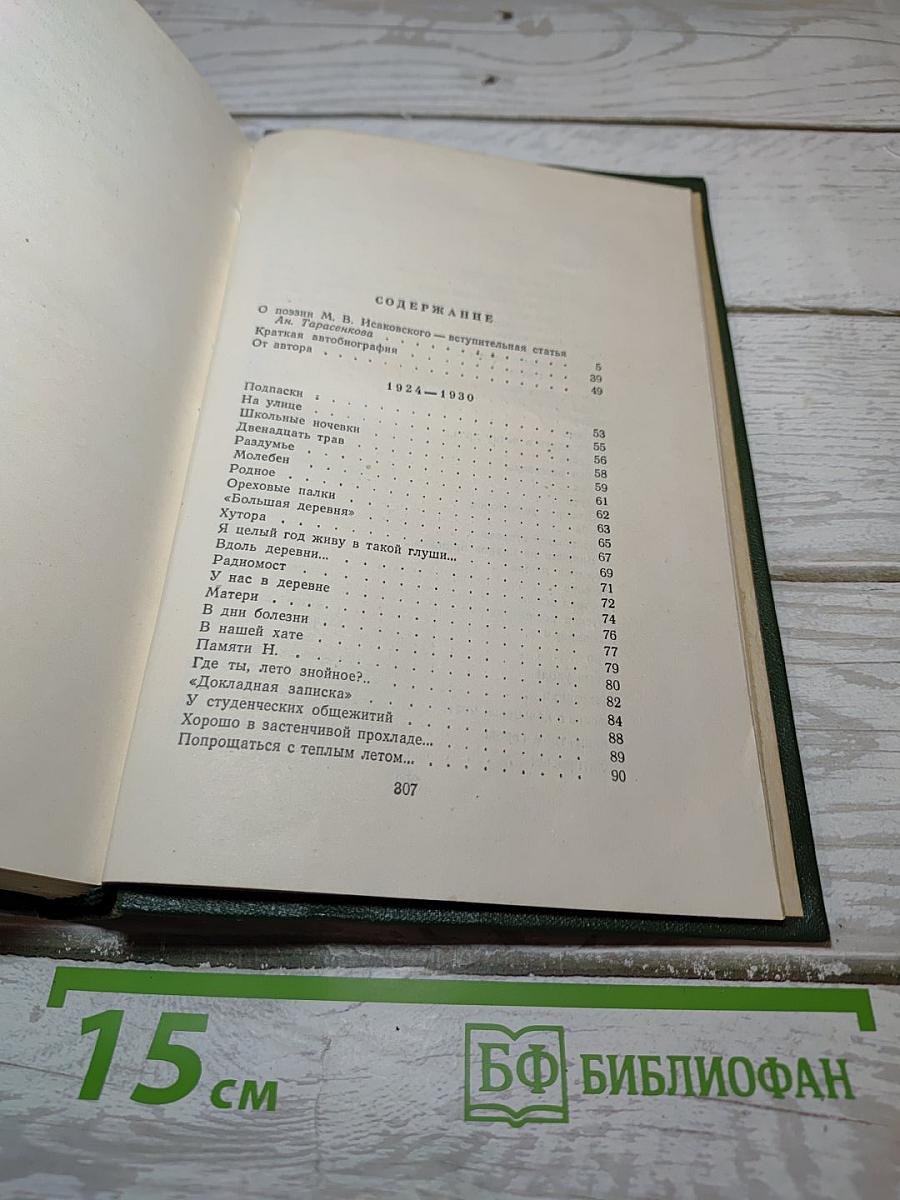 СОДЕРЖАНИЕ
О поэзии М. В. Исаковского — вступительная статья
Ан. Тарасенкова . . . . . . . . . 5
Краткая автобиография . . . . . . . . . 39
От автора . . . . . . . . . 49
1924—1930
Подпаски . . . . . . . . . 53
На улице . . . . . . . . . 55
Школьные ночевки . . . . . . . . . 56
Двенадцать трав . . . . . . . . . 58
Раздумье . . . . . . . . . 59
Молебен . . . . . . . . . 61
Родное . . . . . . . . . 62
Ореховые палки . . . . . . . . . 63
«Большая деревня» . . . . . . . . . 65
Хутора . . . . . . . . . 67
Я целый год живу в такой глуши... . . . . . . 69
Вдоль деревни... . . . . . . . . . 71
Радиомост . . . . . . . . . 72
У нас в деревне . . . . . . . . . 74
Матери . . . . . . . . . 76
В дни болезни . . . . . . . . . 77
В нашей хате . . . . . . . . . 79
Памяти Н. . . . . . . . . . 80
Где ты, лето знойное?.. . . . . . . . . 82
«Докладная записка» . . . . . . . . . 84
У студенческих общежитий . . . . . . . . . 88
Хорошо в застенчивой прохладе... . . . . . . 89
Попрощаться с теплым летом... . . . . . . . 90
307
15 см
БФ БИБЛИОФАН